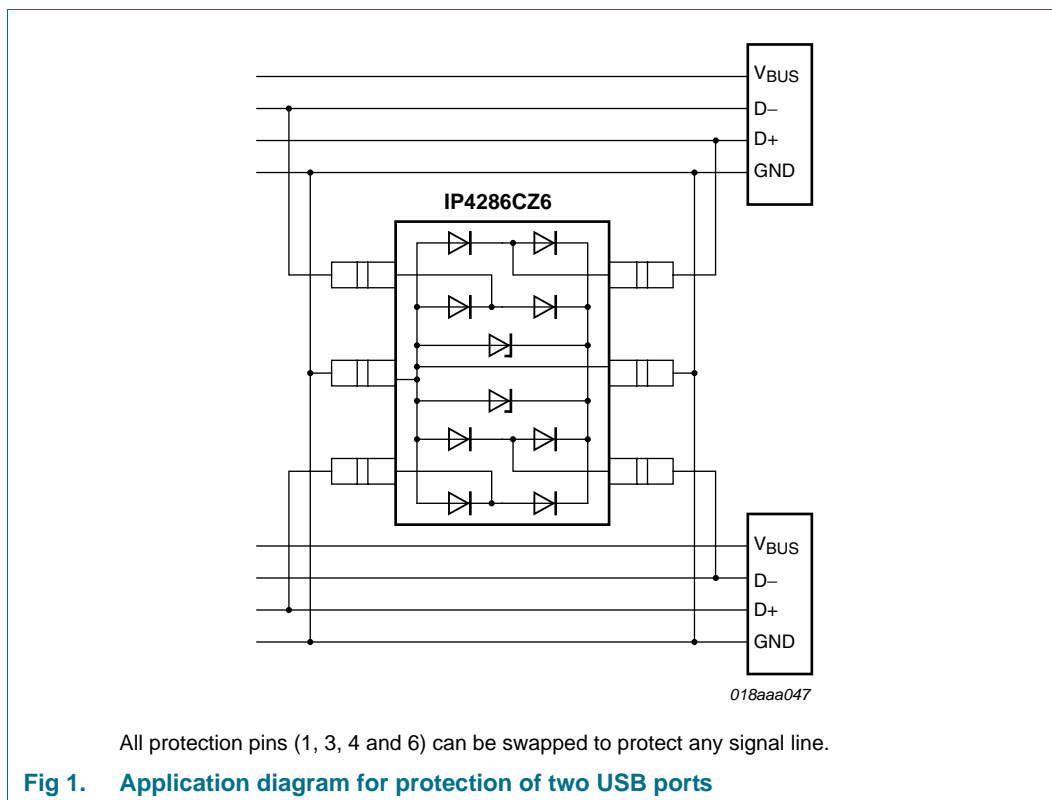 VBUS
D−
D+
GND
IP4286CZ6
VBUS
D−
D+
GND
018aaa047
All protection pins (1, 3, 4 and 6) can be swapped to protect any signal line.
Fig 1. Application diagram for protection of two USB ports